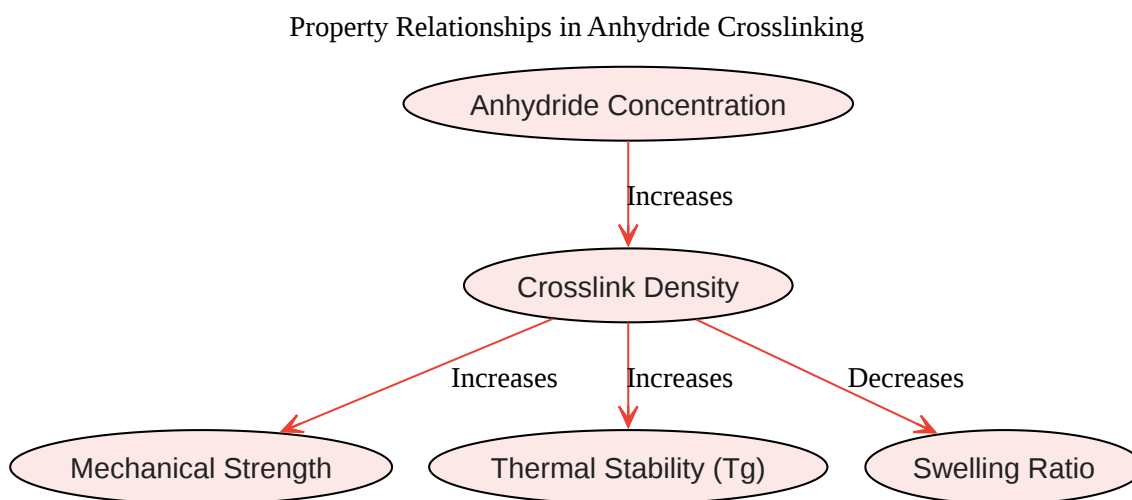 Property Relationships in Anhydride Crosslinking
Anhydride Concentration
Increases
Crosslink Density
Increases
Increases
Decreases
Mechanical Strength
Thermal Stability (Tg)
Swelling Ratio